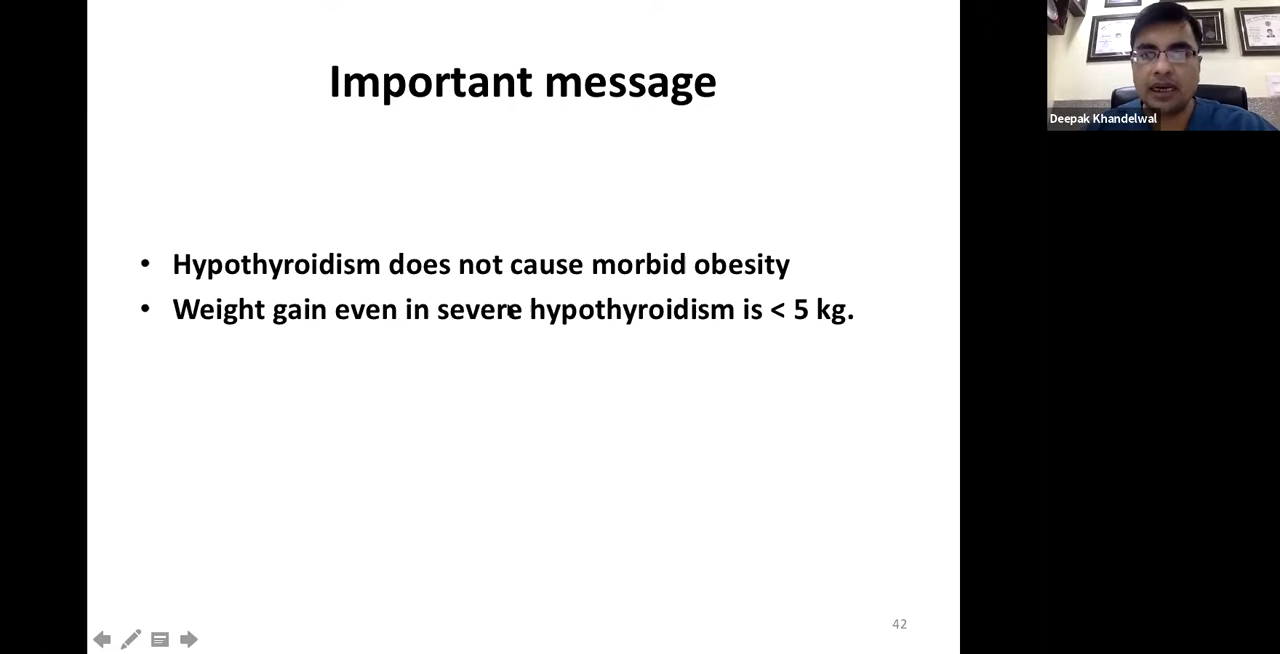 Important message
• Hypothyroidism does not cause morbid obesity
• Weight gain even in severe hypothyroidism is < 5 kg.
42
Deepak Khandelwal